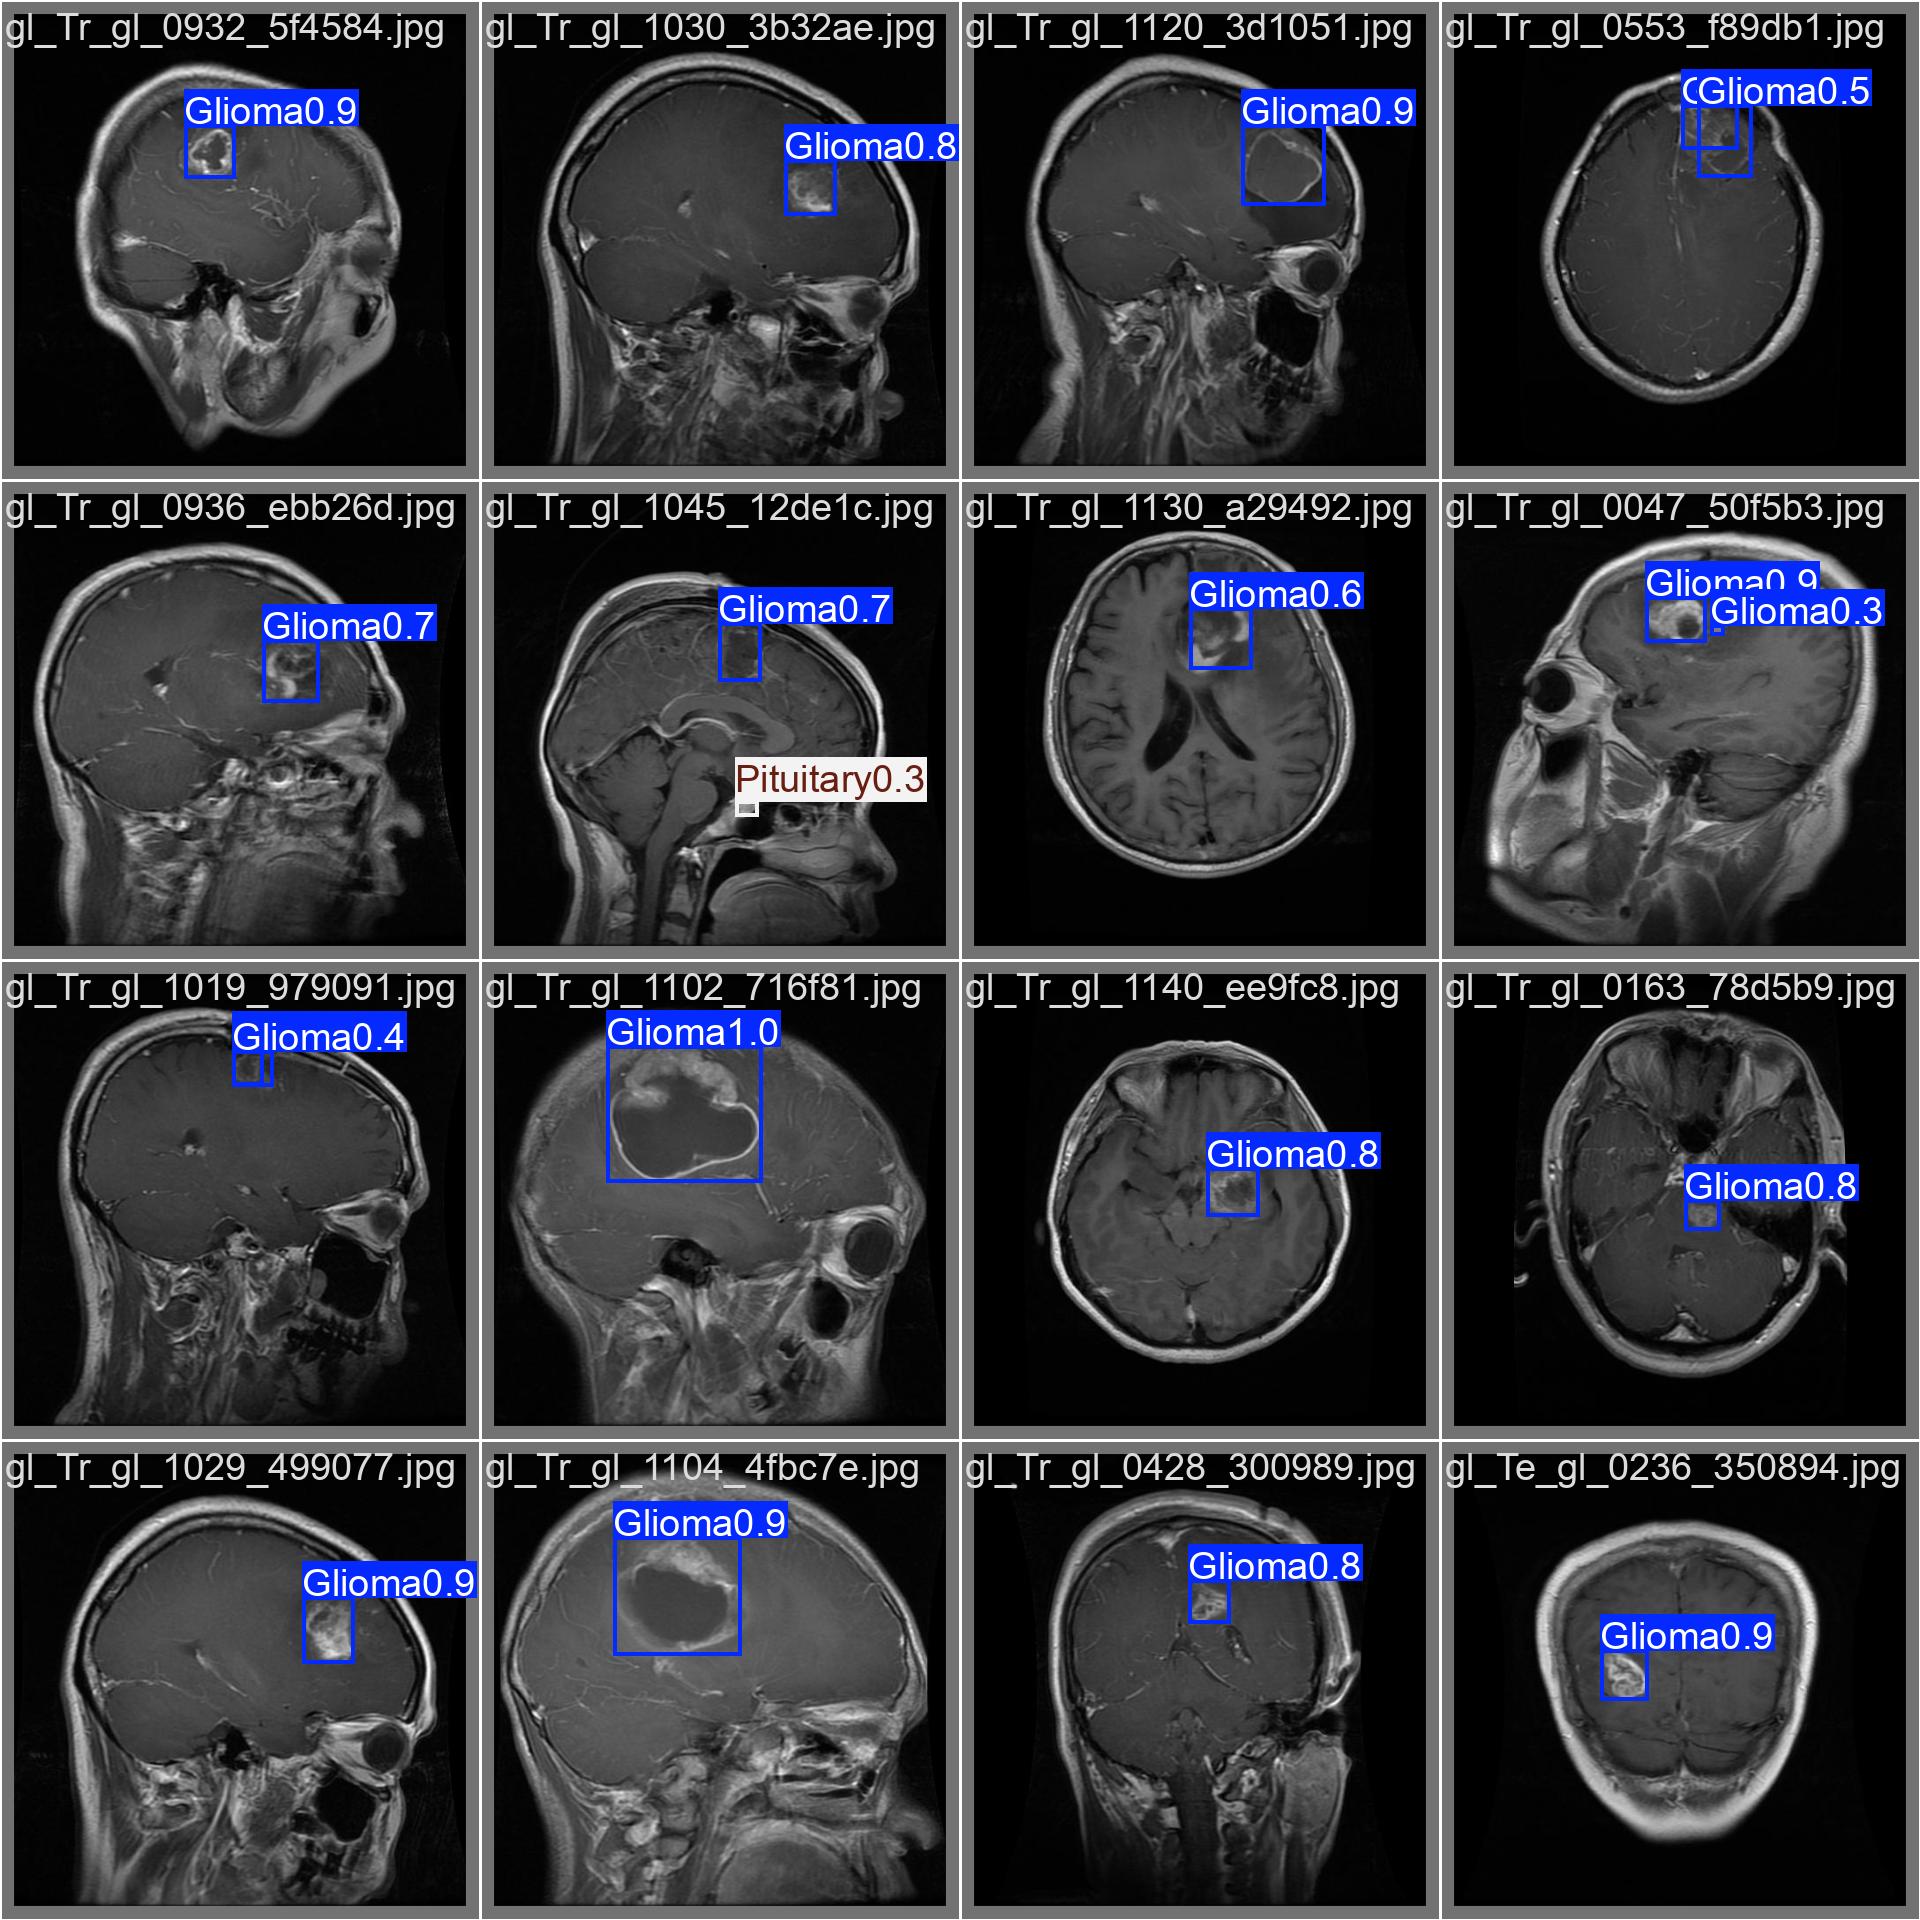 gl_Tr_gl_0932_5f4584.jpg
Glioma0.9
gl_Tr_gl_1030_3b32ae.jpg
Glioma0.8
gl_Tr_gl_1120_3d1051.jpg
Glioma0.9
gl_Tr_gl_0553_f89db1.jpg
Glioma0.5
gl_Tr_gl_0936_ebb26d.jpg
Glioma0.7
gl_Tr_gl_1045_12de1c.jpg
Glioma0.7
Pituitary0.3
gl_Tr_gl_1130_a29492.jpg
Glioma0.6
gl_Tr_gl_0047_50f5b3.jpg
Glioma0.9
Glioma0.3
gl_Tr_gl_1019_979091.jpg
Glioma0.4
gl_Tr_gl_1102_716f81.jpg
Glioma1.0
gl_Tr_gl_1140_ee9fc8.jpg
Glioma0.8
gl_Tr_gl_0163_78d5b9.jpg
Glioma0.8
gl_Tr_gl_1029_499077.jpg
Glioma0.9
gl_Tr_gl_1104_4fbc7e.jpg
Glioma0.9
gl_Tr_gl_0428_300989.jpg
Glioma0.8
gl_Te_gl_0236_350894.jpg
Glioma0.9